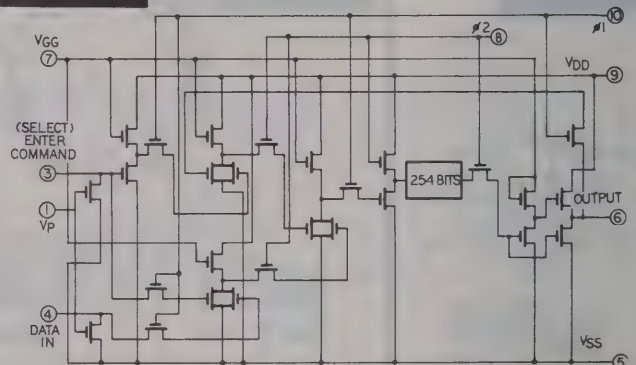 10
ø1
ø2
8
VGG
7
VDD
9
(SELECT)
ENTER
COMMAND
3
1
VP
254 BITS
OUTPUT
6
4
DATA
IN
VSS
5